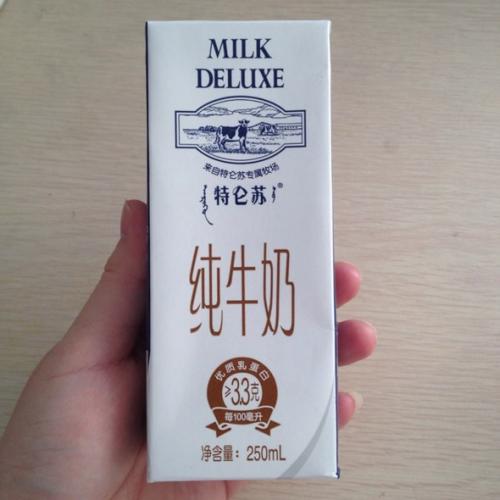 MILK
DELUXE
来自特仑苏专属牧场
特仑苏®
纯牛奶
优质乳蛋白
≥3.3克
每100毫升
净含量：250mL